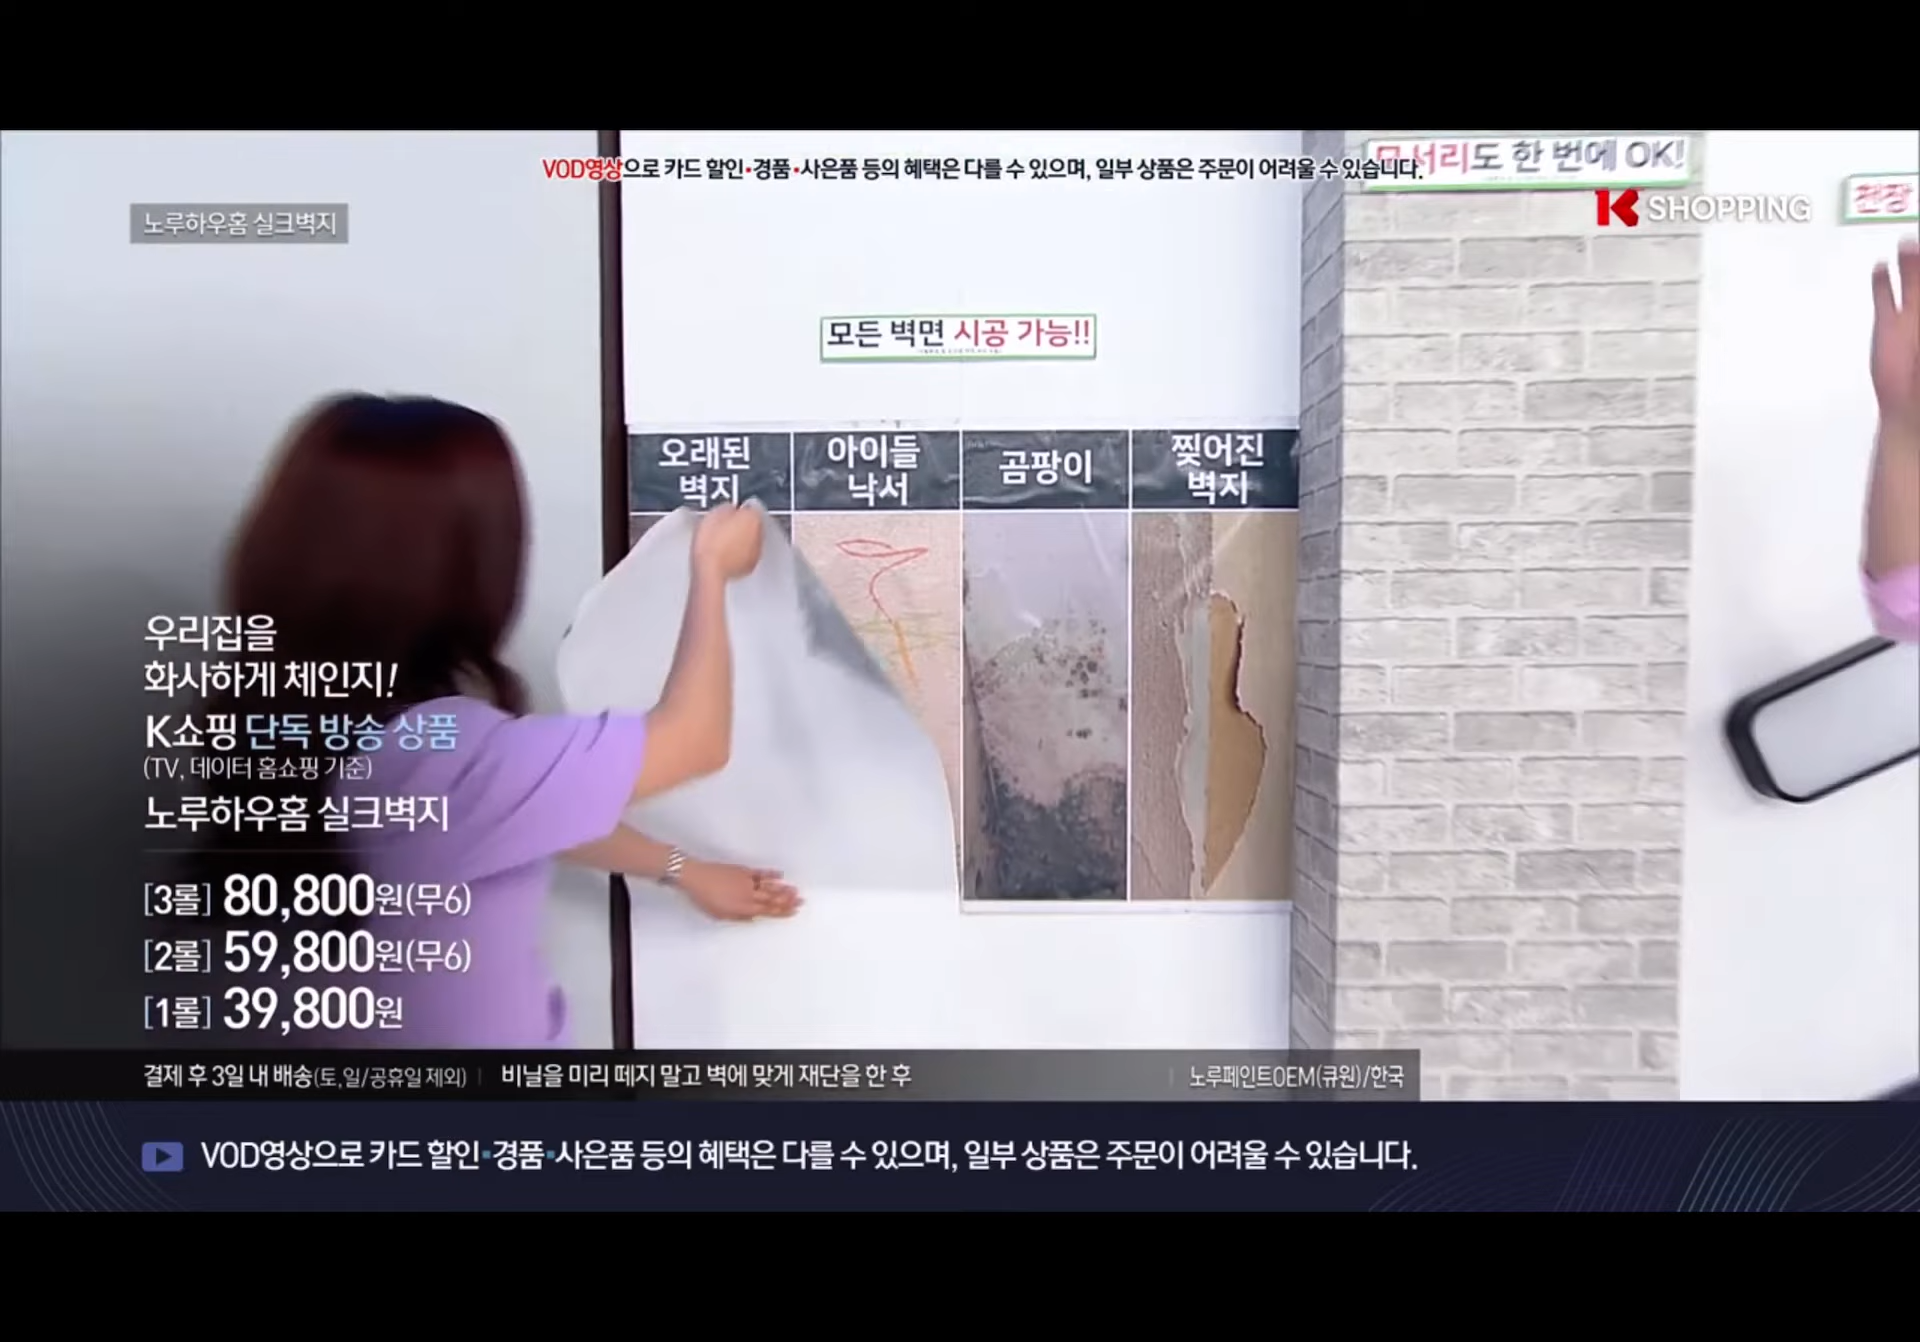 VOD영상으로 카드 할인•경품•사은품 등의 혜택은 다를 수 있으며, 일부 상품은 주문이 어려울 수 있습니다.
서리도 한 번에 OK!
K SHOPPING
천장
노루하우홈 실크벽지
모든 벽면 시공 가능!!
오래된 벽지
아이들 낙서
곰팡이
찢어진 벽지
우리집을
화사하게 체인지!
K쇼핑 단독 방송 상품
(TV, 데이터 홈쇼핑 기준)
노루하우홈 실크벽지
[3롤] 80,800원(무6)
[2롤] 59,800원(무6)
[1롤] 39,800원
결제 후 3일 내 배송(토,일/공휴일 제외) | 비닐을 미리 떼지 말고 벽에 맞게 재단을 한 후 | 노루페인트OEM(큐원)/한국
VOD영상으로 카드 할인•경품•사은품 등의 혜택은 다를 수 있으며, 일부 상품은 주문이 어려울 수 있습니다.